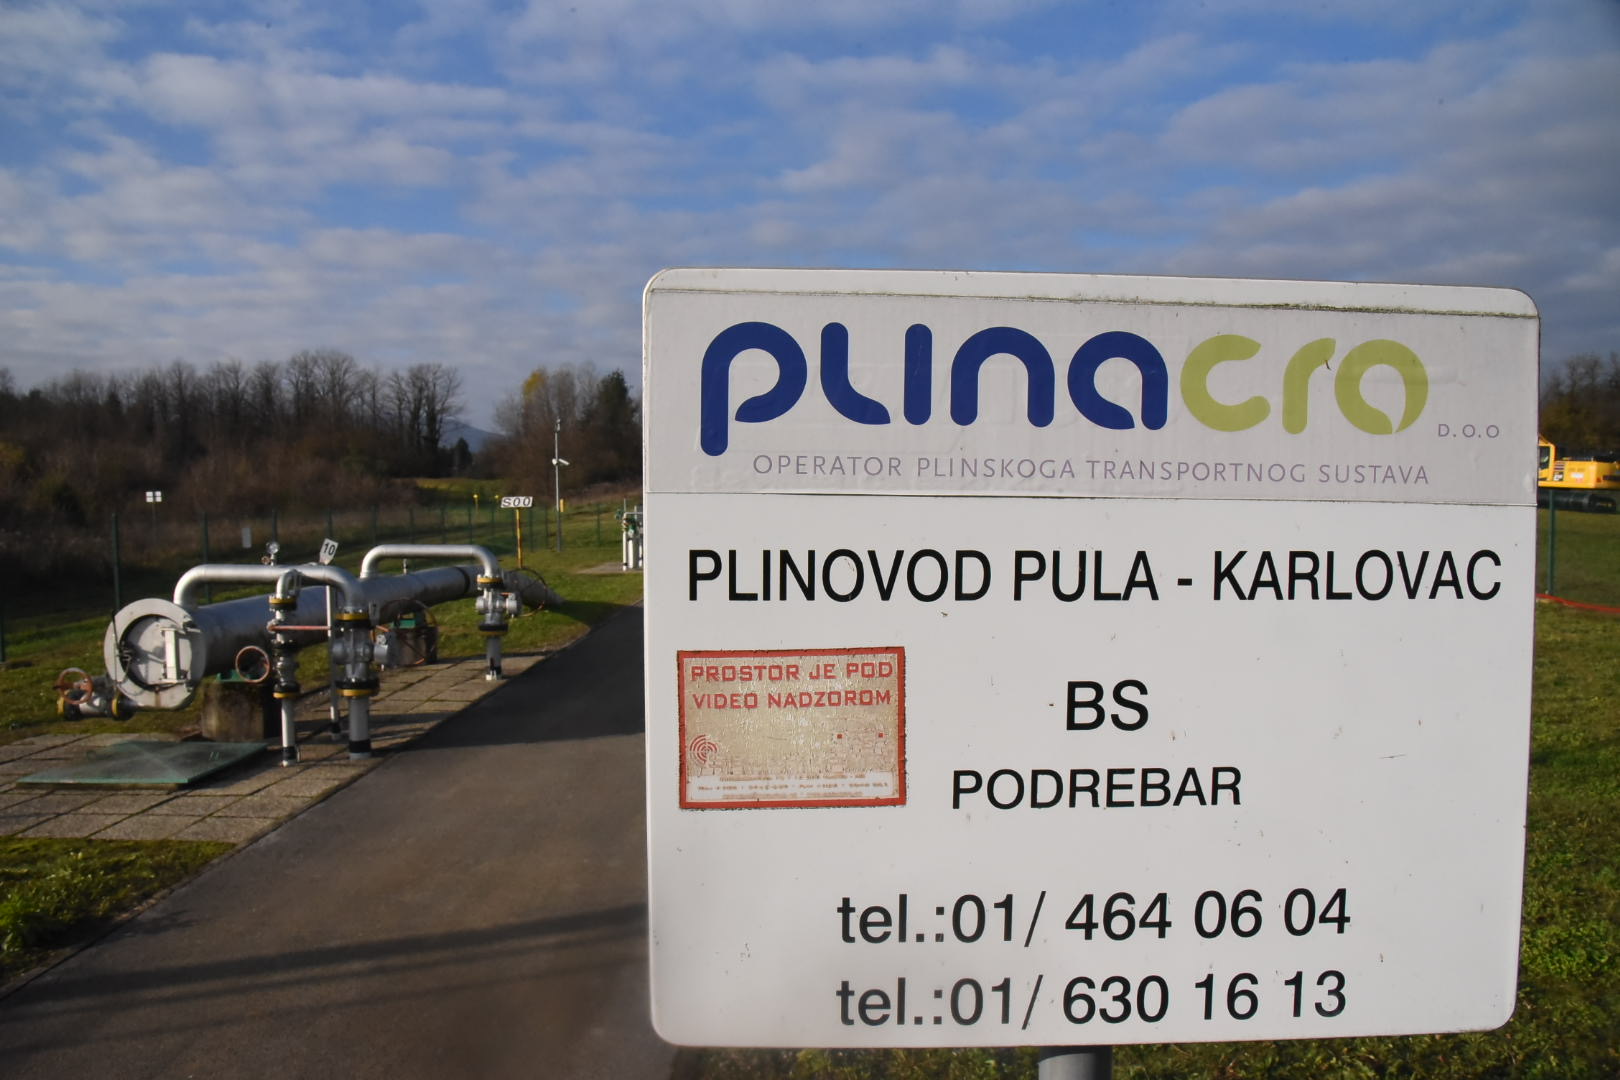 plinacro
D.O.O
OPERATOR PLINSKOGA TRANSPORTNOG SUSTAVA
PLINOVOD PULA - KARLOVAC
PROSTOR JE POD
VIDEO NADZOROM
BS
PODREBAR
tel.:01/ 464 06 04
tel.:01/ 630 16 13
500
10